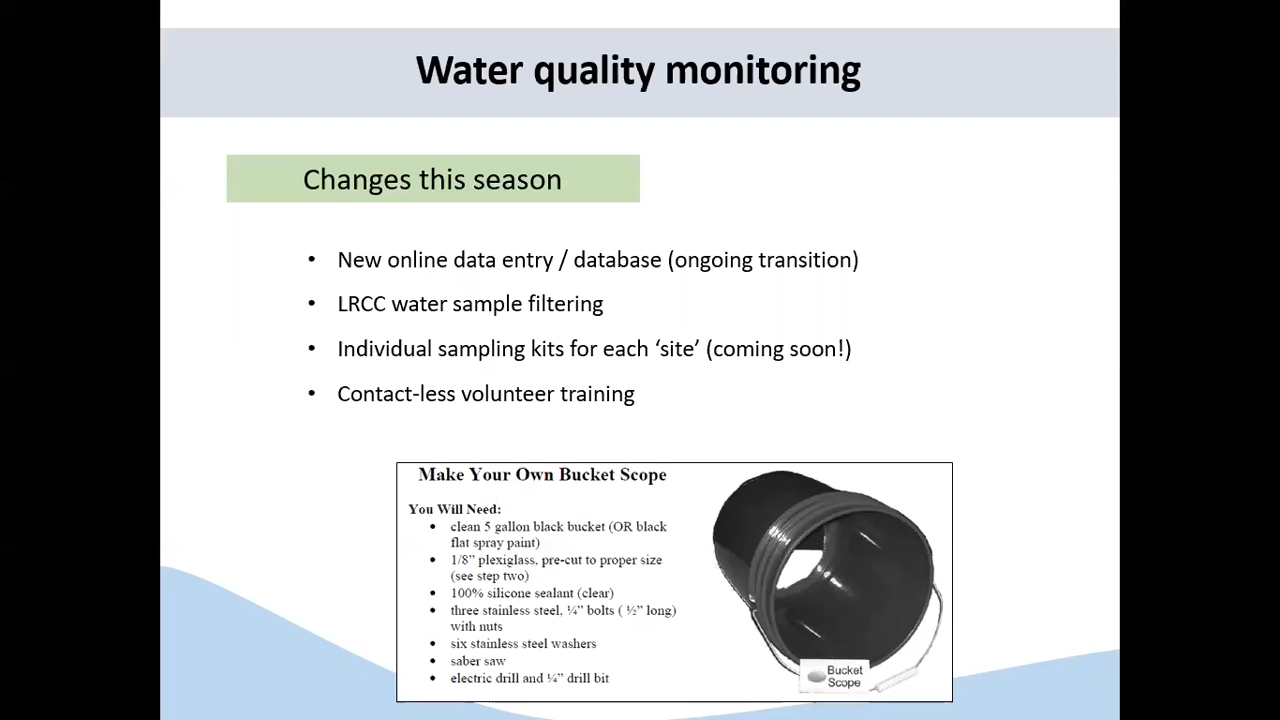 Water quality monitoring
Changes this season
• New online data entry / database (ongoing transition)
• LRCC water sample filtering
• Individual sampling kits for each ‘site’ (coming soon!)
• Contact-less volunteer training
Make Your Own Bucket Scope
You Will Need:
• clean 5 gallon black bucket (OR black
flat spray paint)
• 1/8” plexiglass, pre-cut to proper size
(see step two)
• 100% silicone sealant (clear)
• three stainless steel, ¼” bolts ( ½” long)
with nuts
• six stainless steel washers
• saber saw
• electric drill and ¼” drill bit
Bucket
Scope